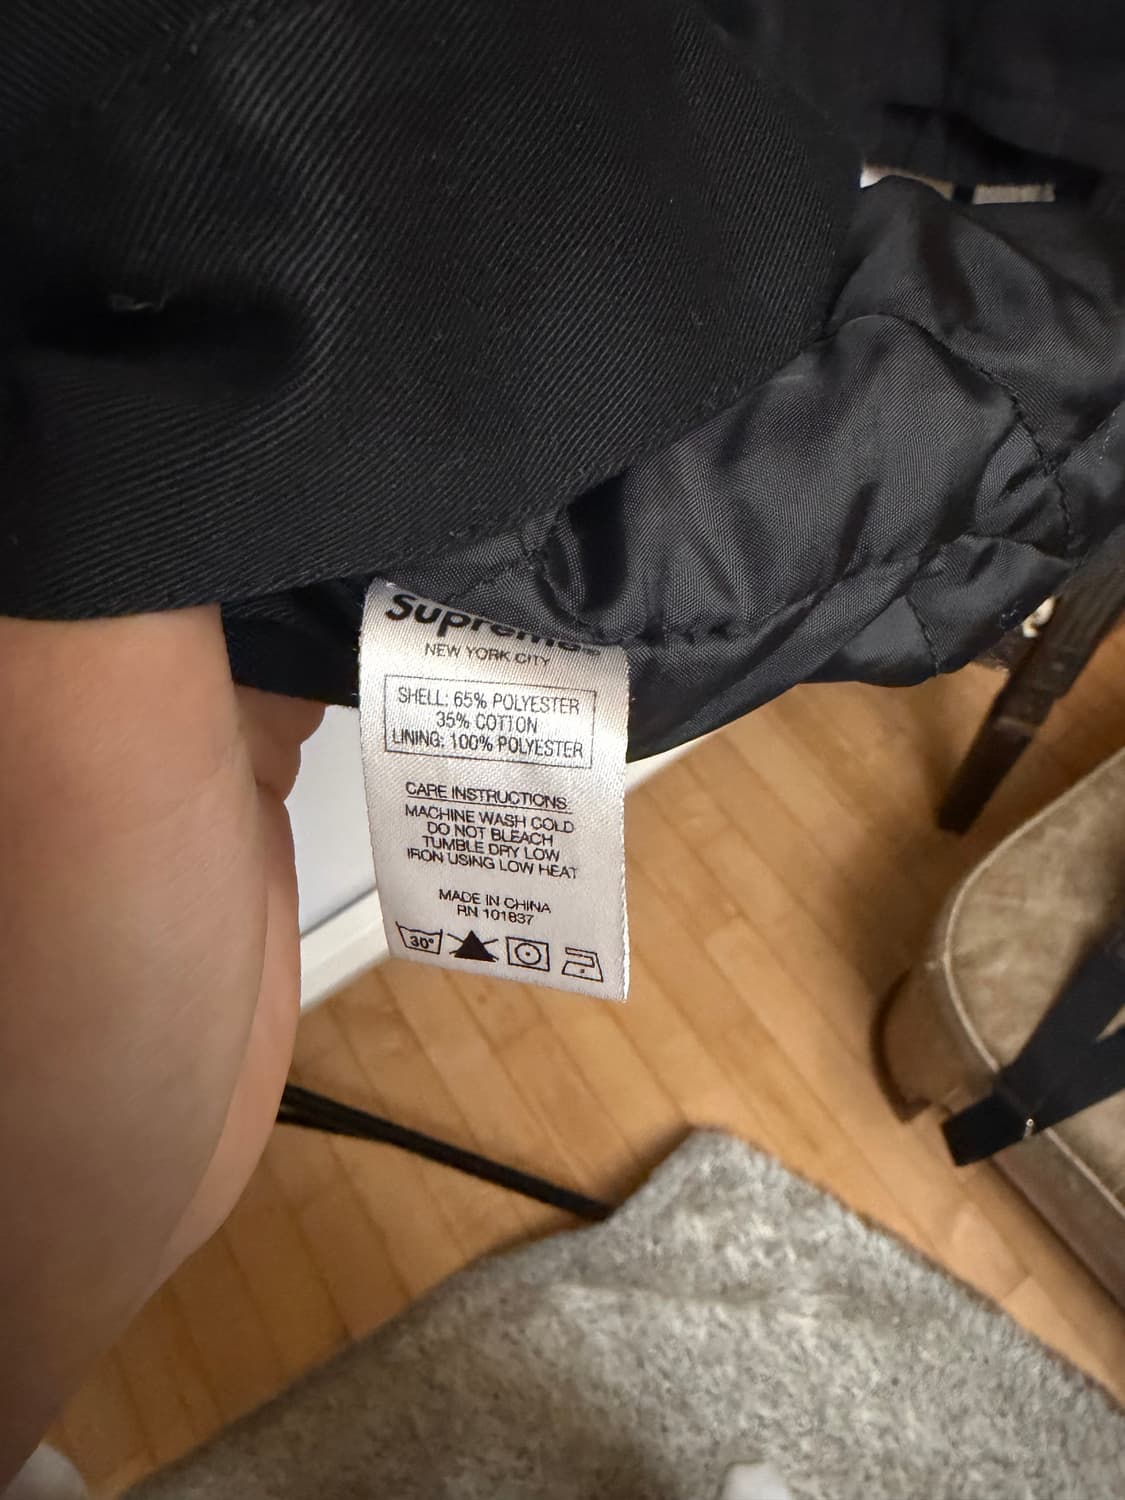 Supreme
NEW YORK CITY
SHELL: 65% POLYESTER
35% COTTON
LINING: 100% POLYESTER
CARE INSTRUCTIONS
MACHINE WASH COLD
DO NOT BLEACH
TUMBLE DRY LOW
IRON USING LOW HEAT
MADE IN CHINA
RN 101837
30°